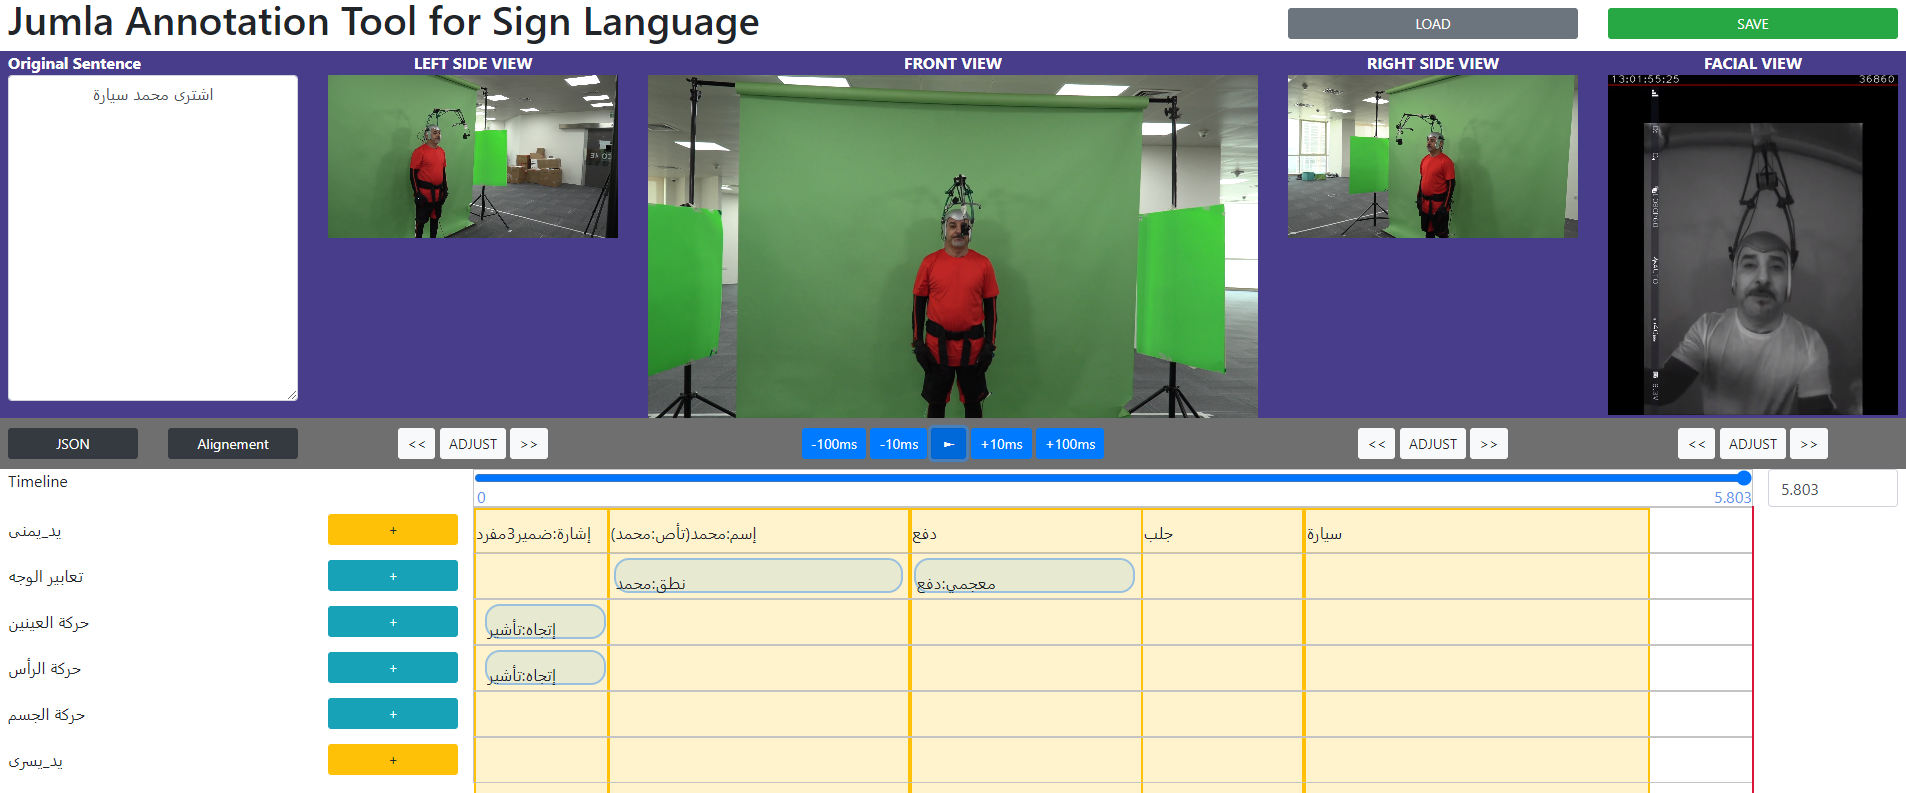 Jumla Annotation Tool for Sign Language
LOAD
SAVE
Original Sentence
LEFT SIDE VIEW
FRONT VIEW
RIGHT SIDE VIEW
FACIAL VIEW
اشترى محمد سيارة
13:01:55:25
36860
JSON
Alignement
<<
ADJUST
>>
-100ms
-10ms
+10ms
+100ms
<<
ADJUST
>>
<<
ADJUST
>>
Timeline
0
5.803
5.803
يد_يمنى
+
إشارة:ضمير3مفرد
إسم:محمد(تأص:محمد)
دفع
جلب
سيارة
تعابير الوجه
+
نطق:محمد
معجمي:دفع
حركة العينين
+
إتجاه:تأشير
حركة الرأس
+
إتجاه:تأشير
حركة الجسم
+
يد_يسرى
+